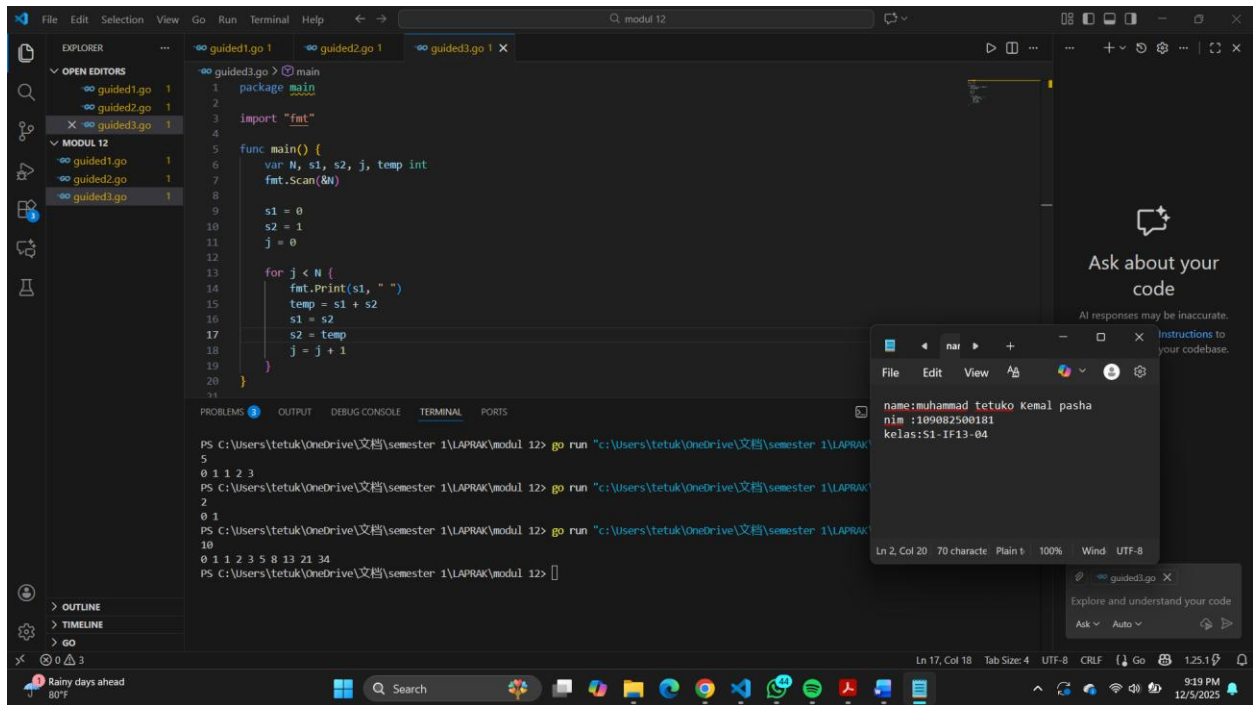 File Edit Selection View Go Run Terminal Help
modul 12
EXPLORER
OPEN EDITORS
guided1.go 1
guided2.go 1
guided3.go 1
MODUL 12
guided1.go 1
guided2.go 1
guided3.go 1
OUTLINE
TIMELINE
GO
guided1.go 1 guided2.go 1 guided3.go 1
guided3.go > main
1 package main
2
3 import "fmt"
4
5 func main() {
6 var N, s1, s2, j, temp int
7 fmt.Scan(&N)
8
9 s1 = 0
10 s2 = 1
11 j = 0
12
13 for j < N {
14 fmt.Print(s1, " ")
15 temp = s1 + s2
16 s1 = s2
17 s2 = temp
18 j = j + 1
19 }
20 }
21
PROBLEMS 3 OUTPUT DEBUG CONSOLE TERMINAL PORTS
PS C:\Users\tetuk\OneDrive\文档\semester 1\LAPRAK\modul 12> go run "c:\Users\tetuk\OneDrive\文档\semester 1\LAPRAK
5
0 1 1 2 3
PS C:\Users\tetuk\OneDrive\文档\semester 1\LAPRAK\modul 12> go run "c:\Users\tetuk\OneDrive\文档\semester 1\LAPRAK
2
0 1
PS C:\Users\tetuk\OneDrive\文档\semester 1\LAPRAK\modul 12> go run "c:\Users\tetuk\OneDrive\文档\semester 1\LAPRAK
10
0 1 1 2 3 5 8 13 21 34
PS C:\Users\tetuk\OneDrive\文档\semester 1\LAPRAK\modul 12>
Ask about your
code
AI responses may be inaccurate.
Instructions to
your codebase.
nar
File Edit View
name:muhammad tetuko Kemal pasha
nim :109082500181
kelas:S1-IF13-04
Ln 2, Col 20 70 characte Plain t 100% Wind UTF-8
guided3.go
Explore and understand your code
Ask Auto
0 3
Ln 17, Col 18 Tab Size: 4 UTF-8 CRLF Go 1.25.1
1
Rainy days ahead
80°F
Search
44
9:19 PM
12/5/2025